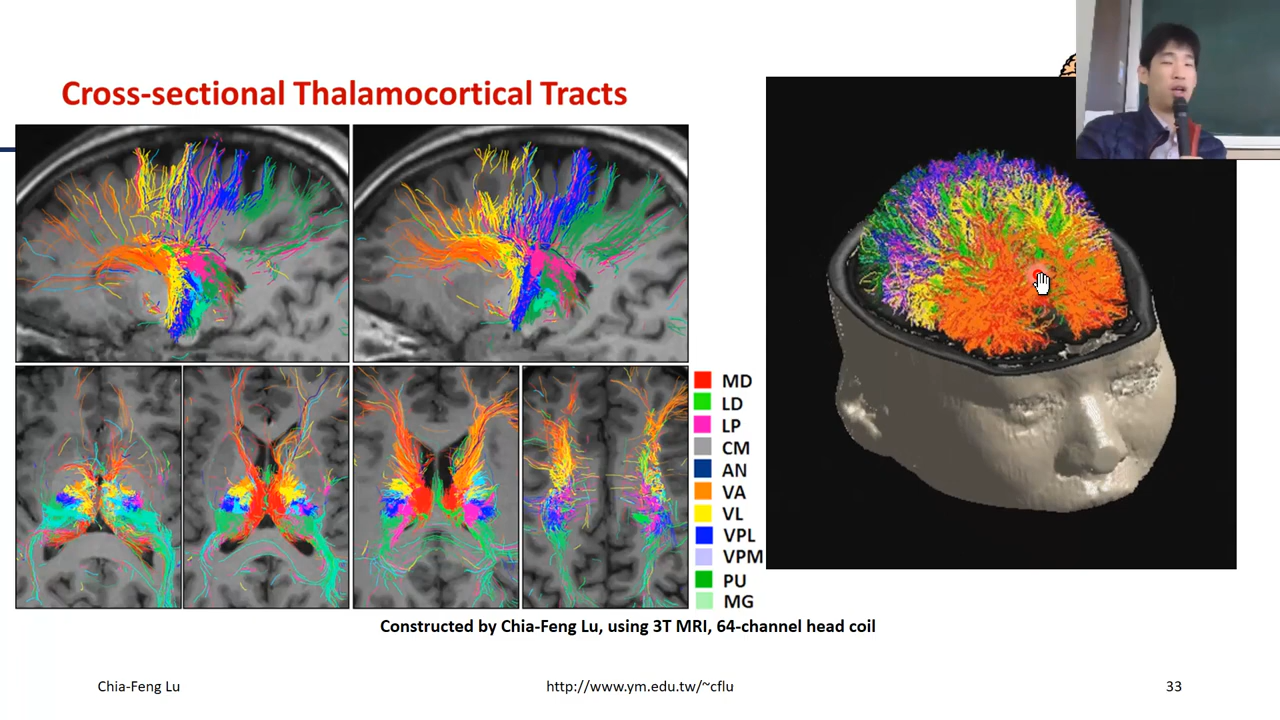 Cross-sectional Thalamocortical Tracts
MD
LD
LP
CM
AN
VA
VL
VPL
VPM
PU
MG
Constructed by Chia-Feng Lu, using 3T MRI, 64-channel head coil
Chia-Feng Lu
http://www.ym.edu.tw/~cflu
33